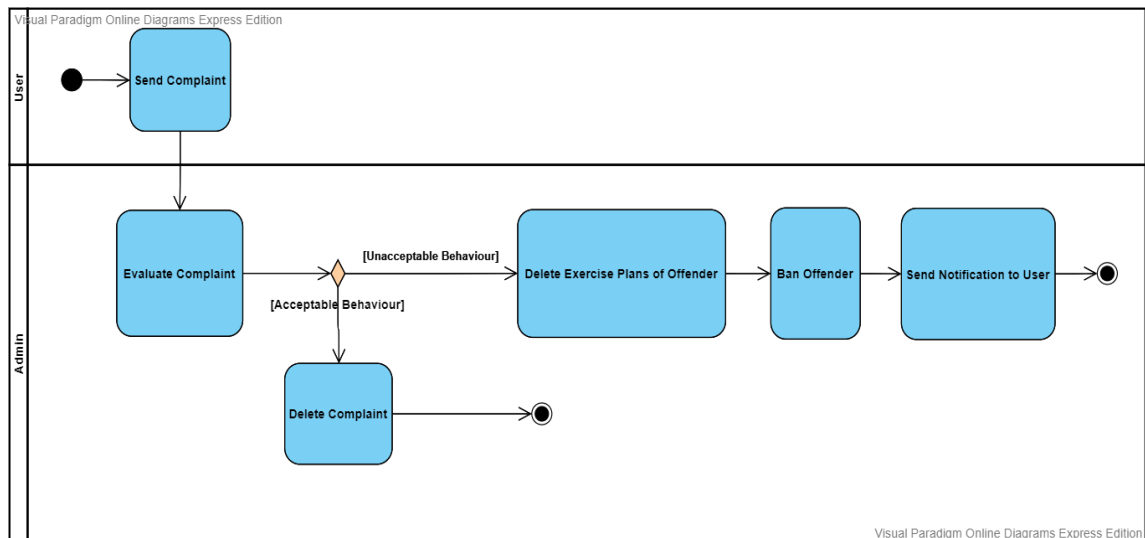 Visual Paradigm Online Diagrams Express Edition
User
Send Complaint
Admin
Evaluate Complaint
[Unacceptable Behaviour]
[Acceptable Behaviour]
Delete Exercise Plans of Offender
Ban Offender
Send Notification to User
Delete Complaint
Visual Paradigm Online Diagrams Express Edition